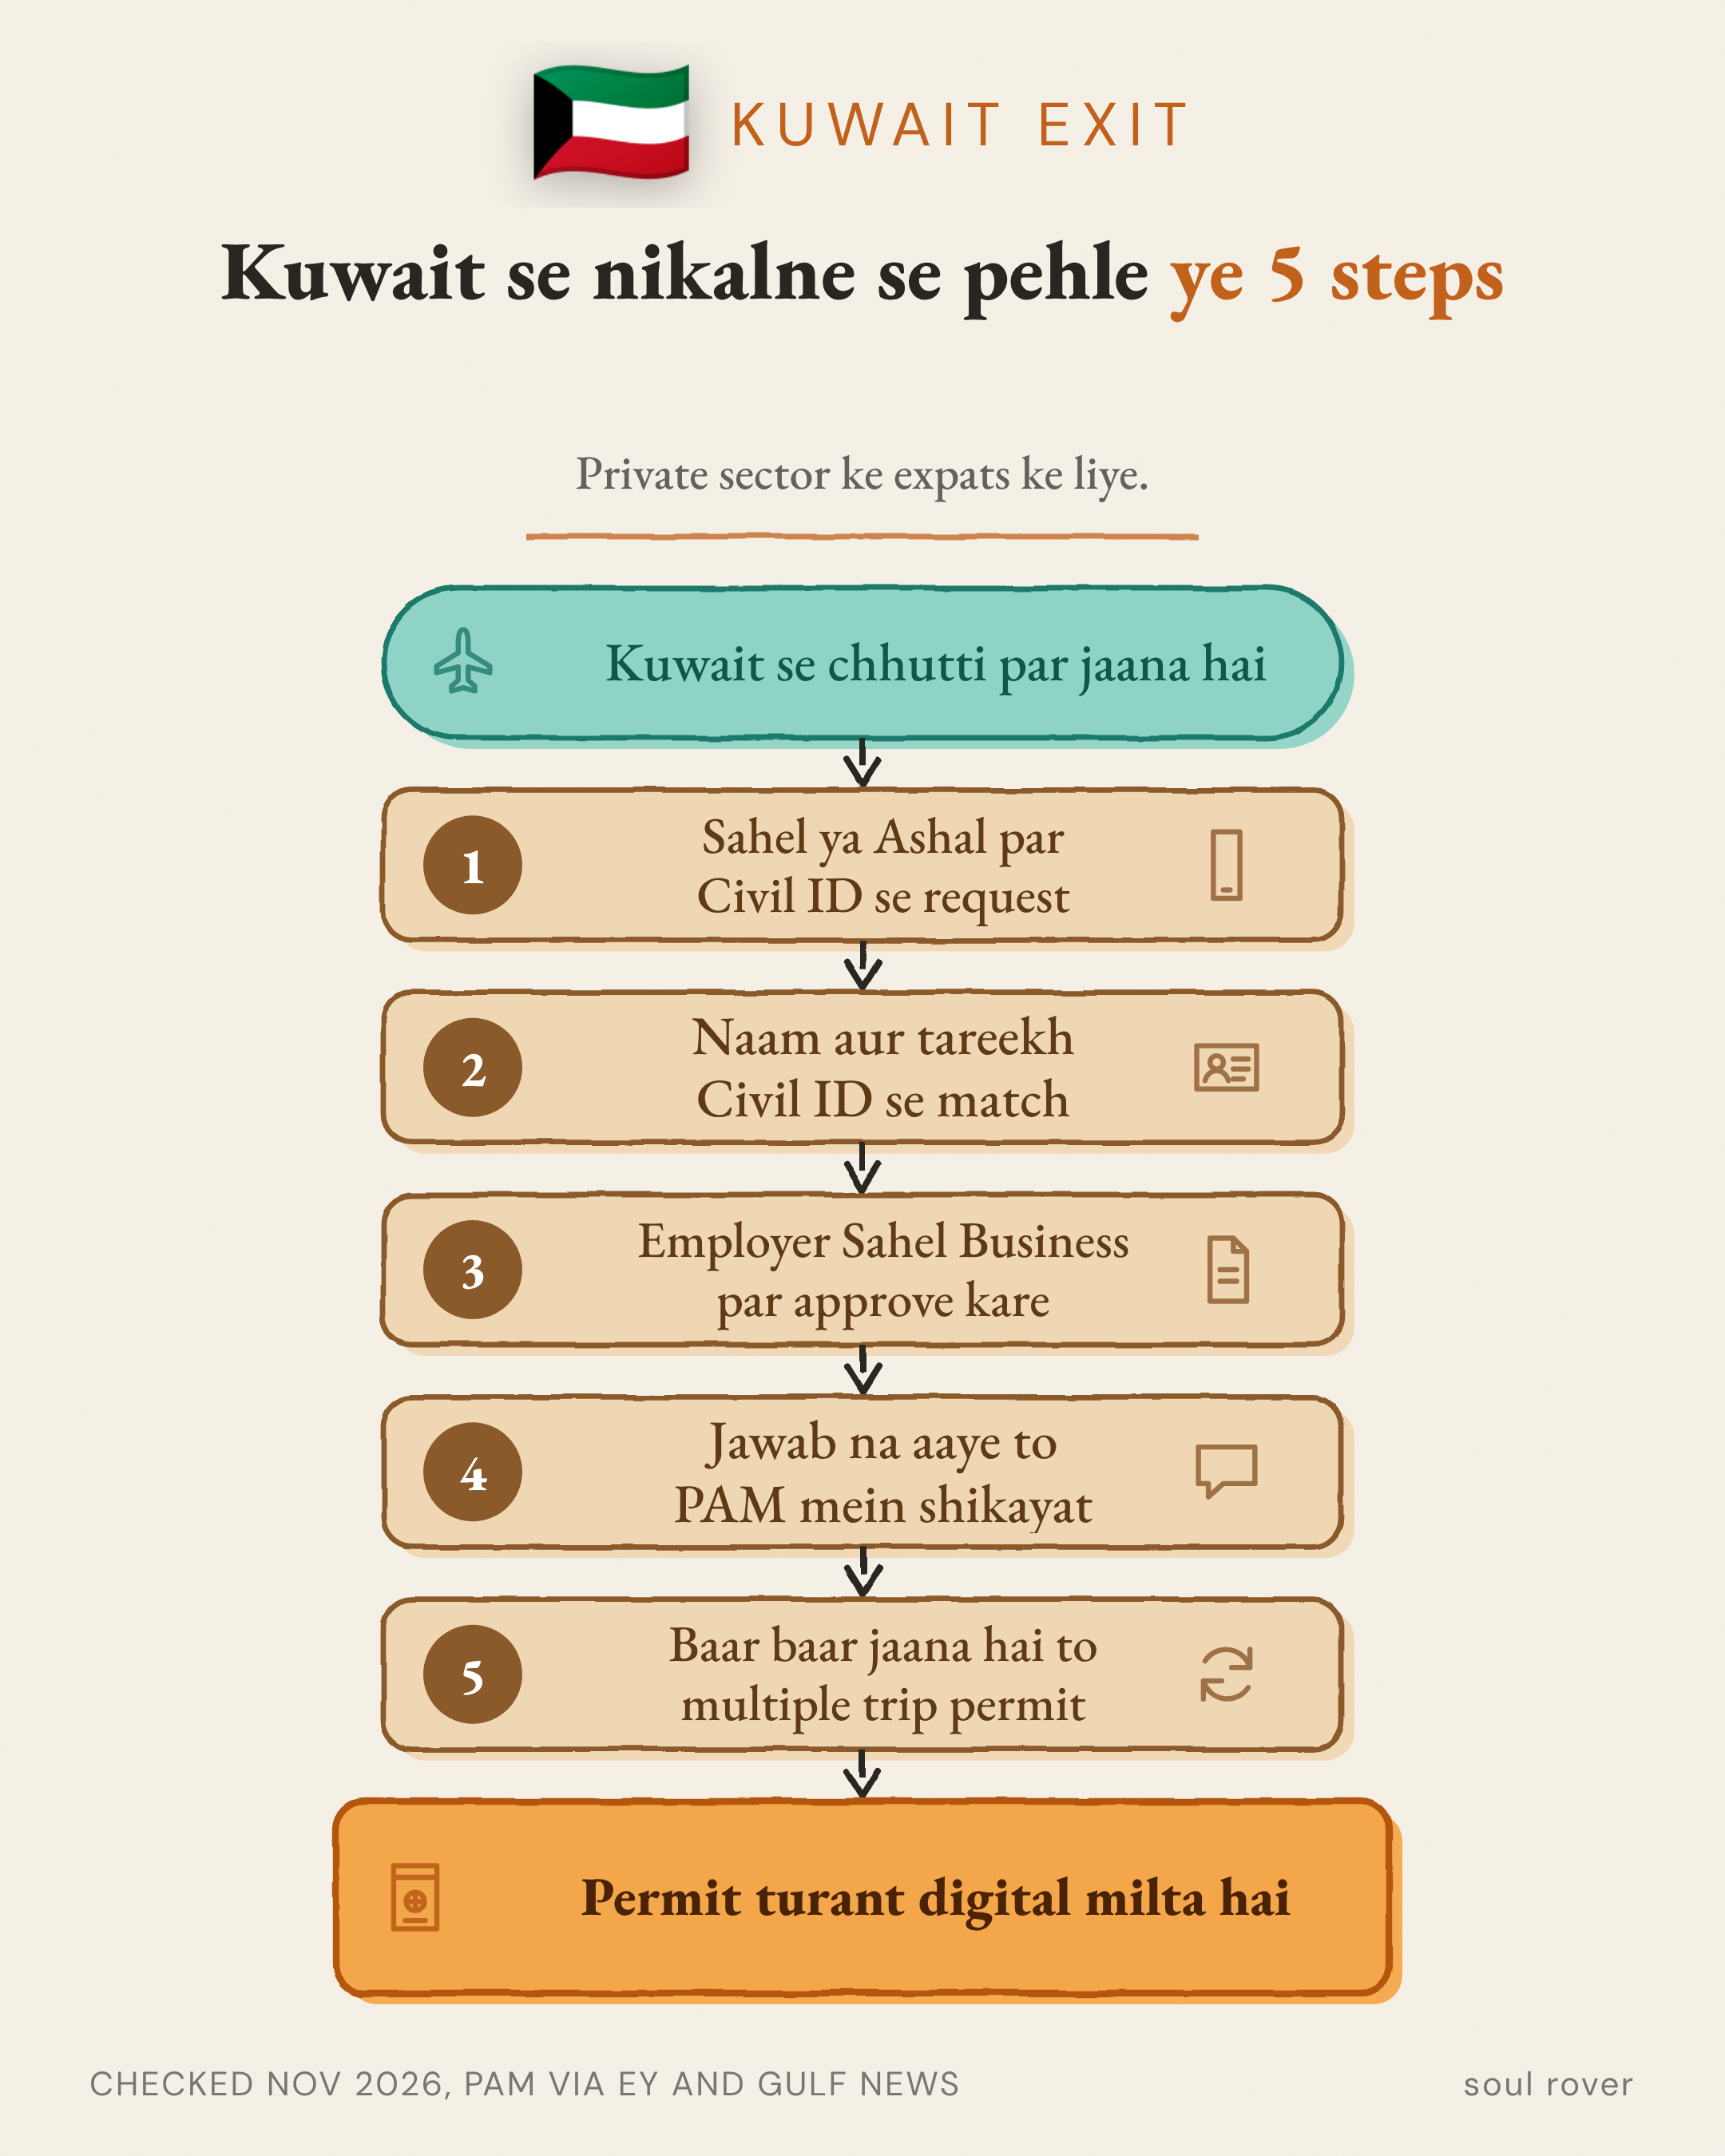 KUWAIT EXIT
Kuwait se nikalne se pehle ye 5 steps
Private sector ke expats ke liye.
Kuwait se chhutti par jaana hai
1
Sahel ya Ashal par
Civil ID se request
2
Naam aur tareekh
Civil ID se match
3
Employer Sahel Business
par approve kare
4
Jawab na aaye to
PAM mein shikayat
5
Baar baar jaana hai to
multiple trip permit
Permit turant digital milta hai
CHECKED NOV 2026, PAM VIA EY AND GULF NEWS
soul rover